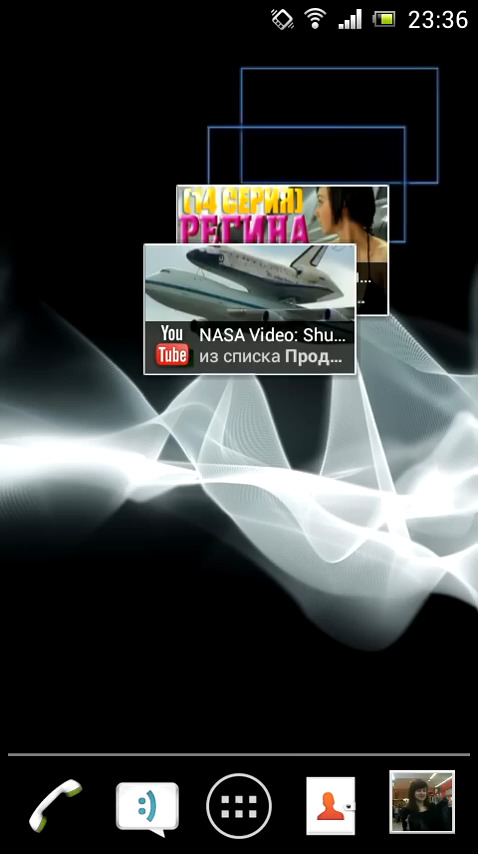 23:36
(14 СЕРИЯ)
РЕГИНА
You
Tube
NASA Video: Shu...
из списка Прод...